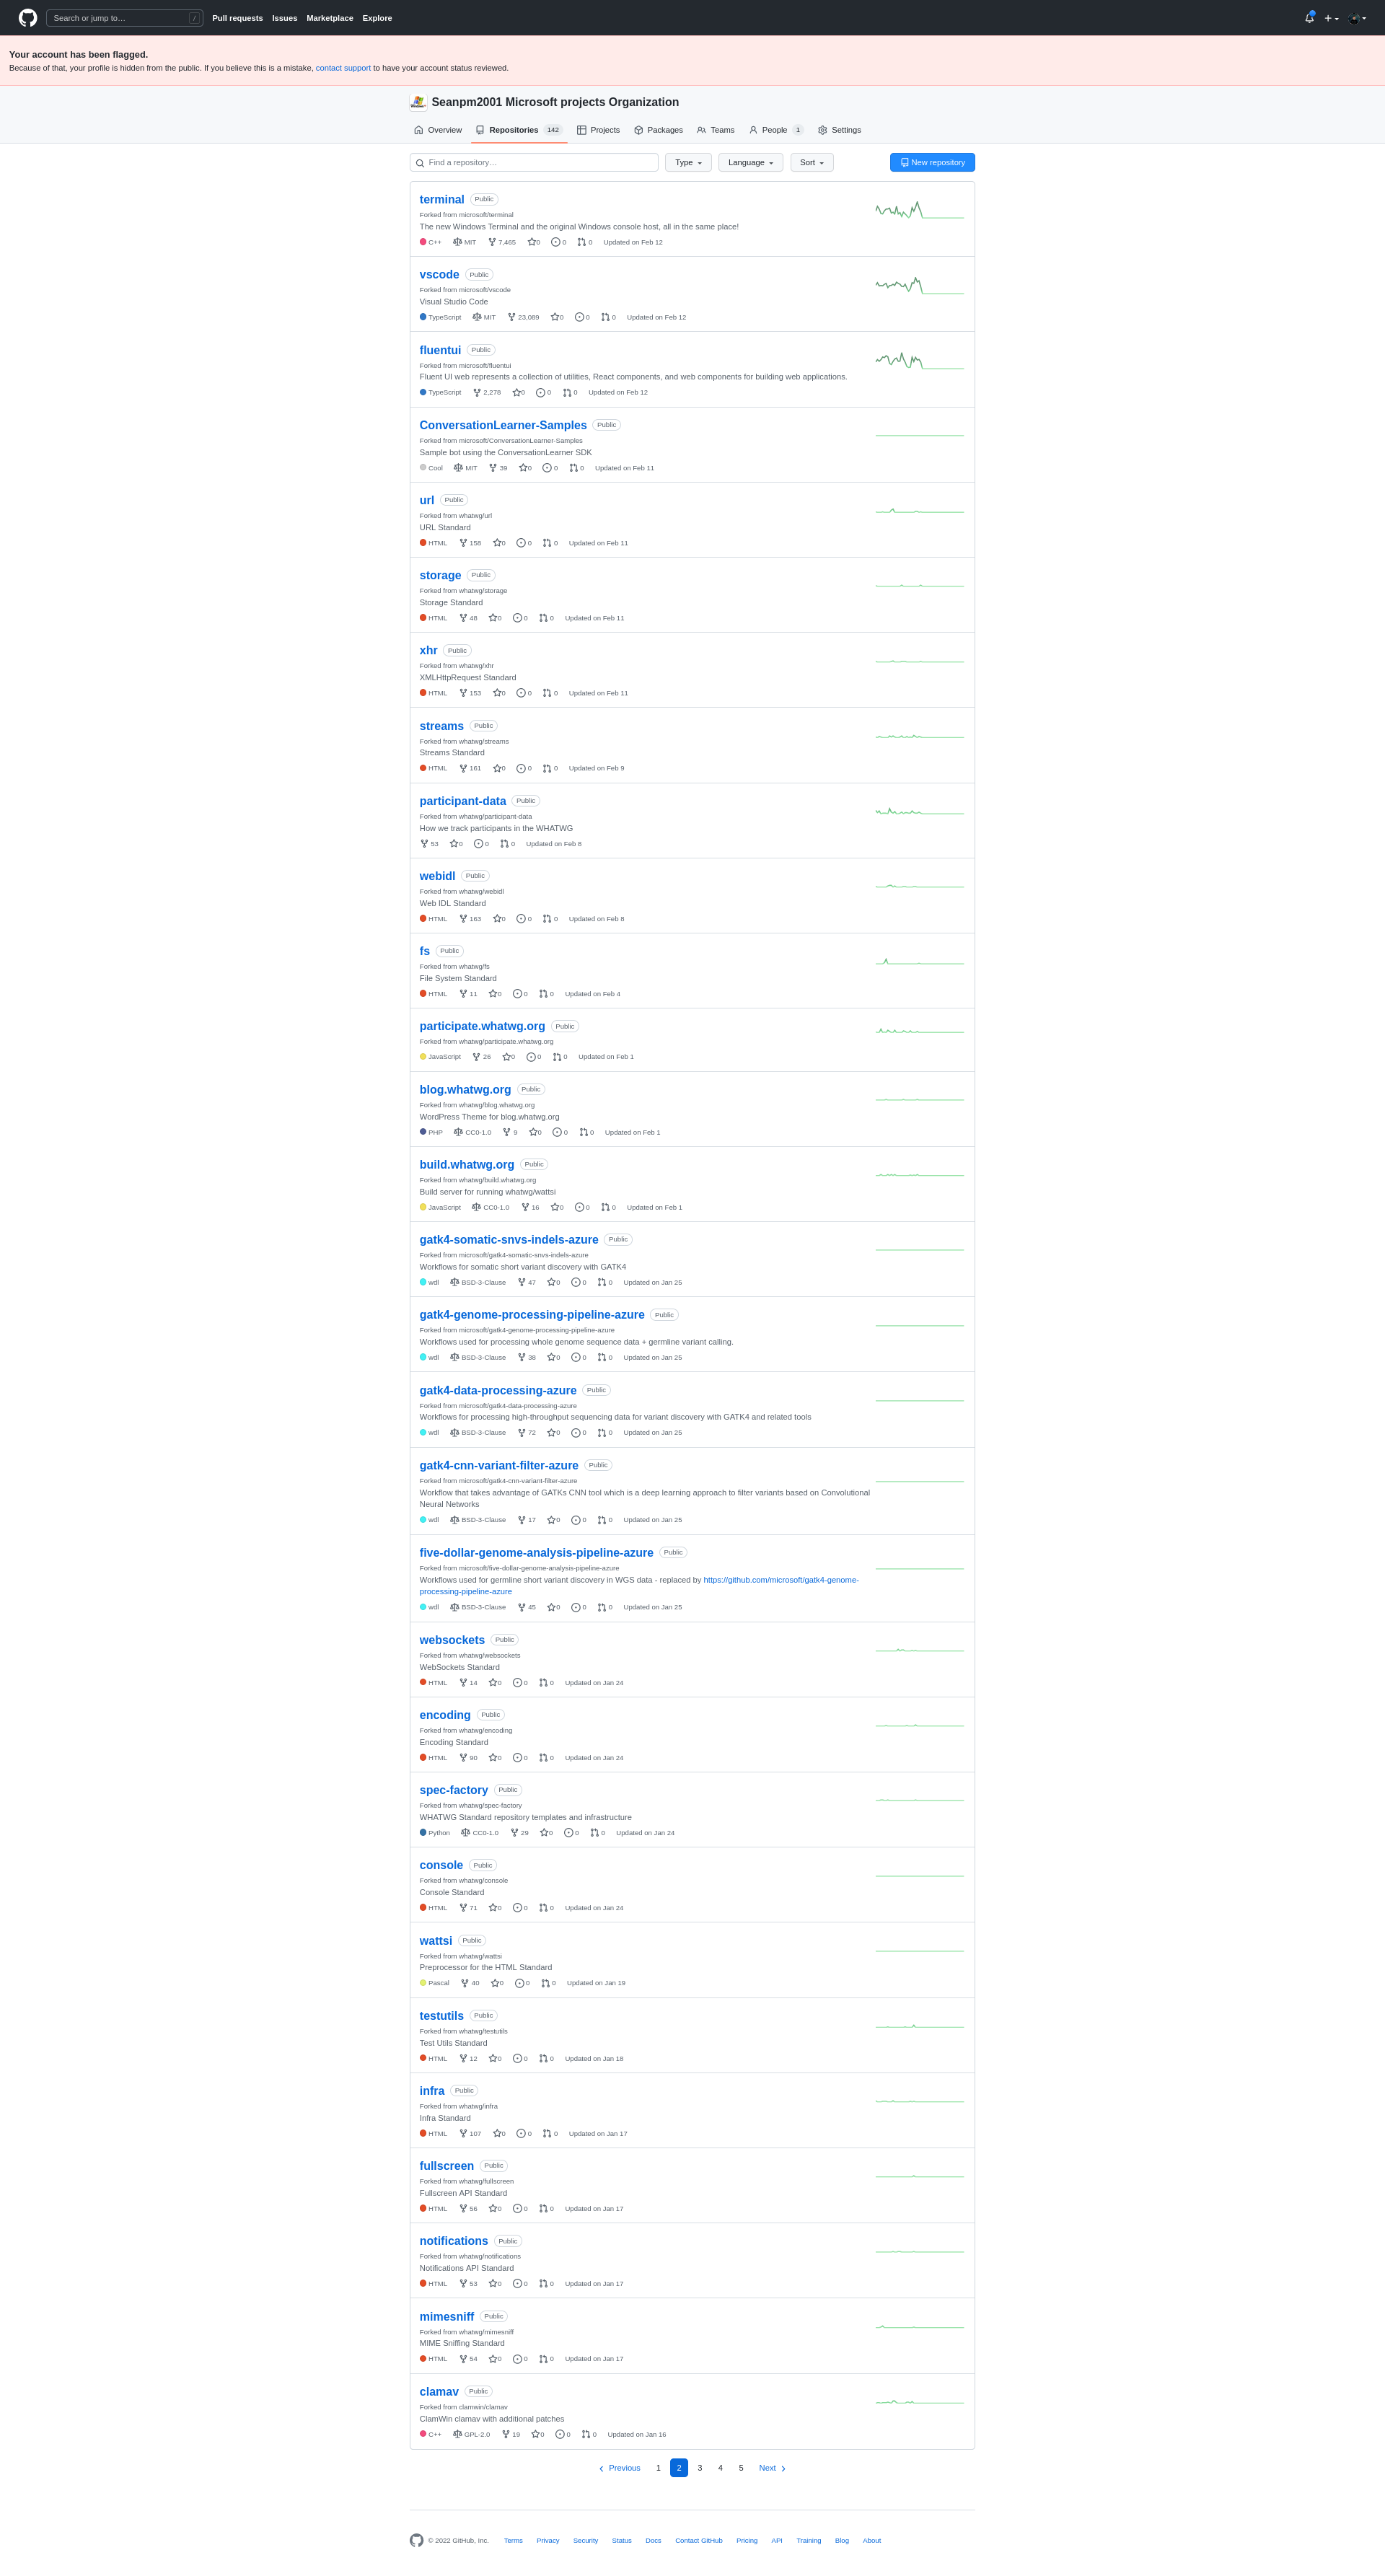 Search or jump to… /
Pull requests Issues Marketplace Explore
Your account has been flagged.
Because of that, your profile is hidden from the public. If you believe this is a mistake, contact support to have your account status reviewed.
Seanpm2001 Microsoft projects Organization
Overview Repositories 142 Projects Packages Teams People 1 Settings
Find a repository… Type Language Sort New repository
terminal Public
Forked from microsoft/terminal
The new Windows Terminal and the original Windows console host, all in the same place!
C++ MIT 7,465 0 0 0 Updated on Feb 12
vscode Public
Forked from microsoft/vscode
Visual Studio Code
TypeScript MIT 23,089 0 0 0 Updated on Feb 12
fluentui Public
Forked from microsoft/fluentui
Fluent UI web represents a collection of utilities, React components, and web components for building web applications.
TypeScript 2,278 0 0 0 Updated on Feb 12
ConversationLearner-Samples Public
Forked from microsoft/ConversationLearner-Samples
Sample bot using the ConversationLearner SDK
Cool MIT 39 0 0 0 Updated on Feb 11
url Public
Forked from whatwg/url
URL Standard
HTML 158 0 0 0 Updated on Feb 11
storage Public
Forked from whatwg/storage
Storage Standard
HTML 48 0 0 0 Updated on Feb 11
xhr Public
Forked from whatwg/xhr
XMLHttpRequest Standard
HTML 153 0 0 0 Updated on Feb 11
streams Public
Forked from whatwg/streams
Streams Standard
HTML 161 0 0 0 Updated on Feb 9
participant-data Public
Forked from whatwg/participant-data
How we track participants in the WHATWG
53 0 0 0 Updated on Feb 8
webidl Public
Forked from whatwg/webidl
Web IDL Standard
HTML 163 0 0 0 Updated on Feb 8
fs Public
Forked from whatwg/fs
File System Standard
HTML 11 0 0 0 Updated on Feb 4
participate.whatwg.org Public
Forked from whatwg/participate.whatwg.org
JavaScript 26 0 0 0 Updated on Feb 1
blog.whatwg.org Public
Forked from whatwg/blog.whatwg.org
WordPress Theme for blog.whatwg.org
PHP CC0-1.0 9 0 0 0 Updated on Feb 1
build.whatwg.org Public
Forked from whatwg/build.whatwg.org
Build server for running whatwg/wattsi
JavaScript CC0-1.0 16 0 0 0 Updated on Feb 1
gatk4-somatic-snvs-indels-azure Public
Forked from microsoft/gatk4-somatic-snvs-indels-azure
Workflows for somatic short variant discovery with GATK4
wdl BSD-3-Clause 47 0 0 0 Updated on Jan 25
gatk4-genome-processing-pipeline-azure Public
Forked from microsoft/gatk4-genome-processing-pipeline-azure
Workflows used for processing whole genome sequence data + germline variant calling.
wdl BSD-3-Clause 38 0 0 0 Updated on Jan 25
gatk4-data-processing-azure Public
Forked from microsoft/gatk4-data-processing-azure
Workflows for processing high-throughput sequencing data for variant discovery with GATK4 and related tools
wdl BSD-3-Clause 72 0 0 0 Updated on Jan 25
gatk4-cnn-variant-filter-azure Public
Forked from microsoft/gatk4-cnn-variant-filter-azure
Workflow that takes advantage of GATKs CNN tool which is a deep learning approach to filter variants based on Convolutional
Neural Networks
wdl BSD-3-Clause 17 0 0 0 Updated on Jan 25
five-dollar-genome-analysis-pipeline-azure Public
Forked from microsoft/five-dollar-genome-analysis-pipeline-azure
Workflows used for germline short variant discovery in WGS data - replaced by https://github.com/microsoft/gatk4-genome-
processing-pipeline-azure
wdl BSD-3-Clause 45 0 0 0 Updated on Jan 25
websockets Public
Forked from whatwg/websockets
WebSockets Standard
HTML 14 0 0 0 Updated on Jan 24
encoding Public
Forked from whatwg/encoding
Encoding Standard
HTML 90 0 0 0 Updated on Jan 24
spec-factory Public
Forked from whatwg/spec-factory
WHATWG Standard repository templates and infrastructure
Python CC0-1.0 29 0 0 0 Updated on Jan 24
console Public
Forked from whatwg/console
Console Standard
HTML 71 0 0 0 Updated on Jan 24
wattsi Public
Forked from whatwg/wattsi
Preprocessor for the HTML Standard
Pascal 40 0 0 0 Updated on Jan 19
testutils Public
Forked from whatwg/testutils
Test Utils Standard
HTML 12 0 0 0 Updated on Jan 18
infra Public
Forked from whatwg/infra
Infra Standard
HTML 107 0 0 0 Updated on Jan 17
fullscreen Public
Forked from whatwg/fullscreen
Fullscreen API Standard
HTML 56 0 0 0 Updated on Jan 17
notifications Public
Forked from whatwg/notifications
Notifications API Standard
HTML 53 0 0 0 Updated on Jan 17
mimesniff Public
Forked from whatwg/mimesniff
MIME Sniffing Standard
HTML 54 0 0 0 Updated on Jan 17
clamav Public
Forked from clamwin/clamav
ClamWin clamav with additional patches
C++ GPL-2.0 19 0 0 0 Updated on Jan 16
Previous 1 2 3 4 5 Next
© 2022 GitHub, Inc. Terms Privacy Security Status Docs Contact GitHub Pricing API Training Blog About